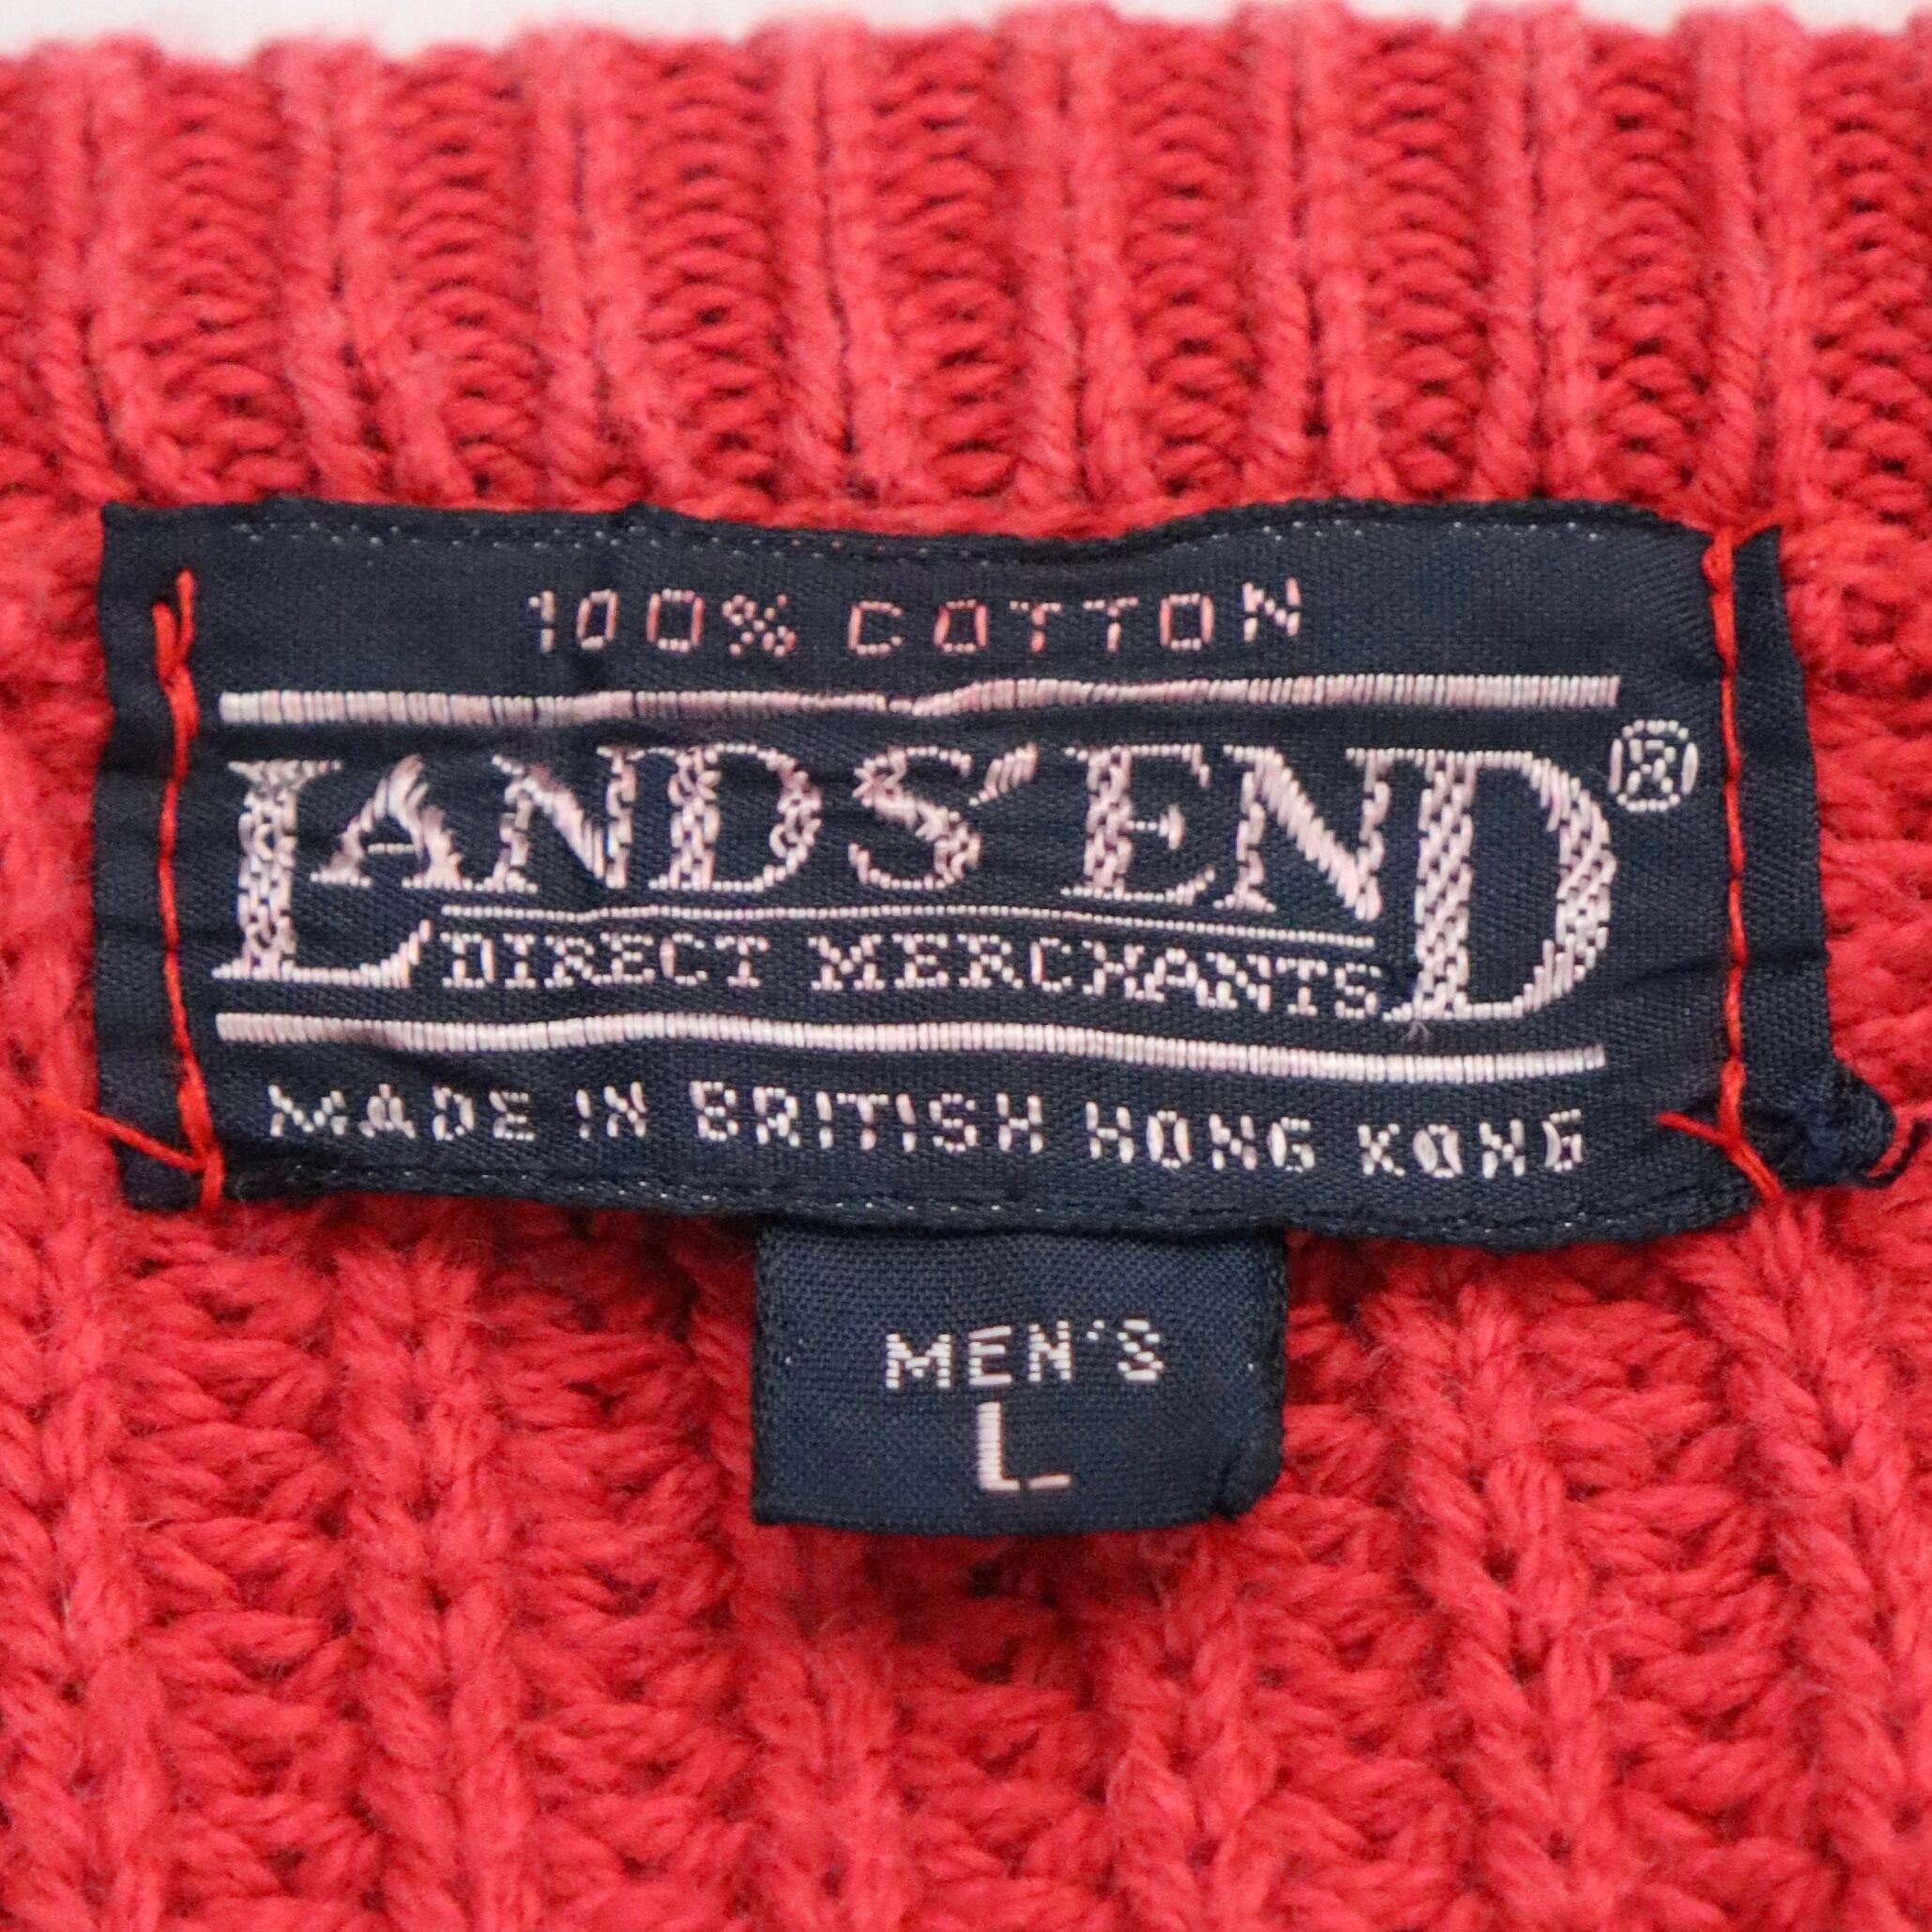 100% COTTON
LANDS' END®
DIRECT MERCHANTS
MADE IN BRITISH HONG KONG
MEN'S
L